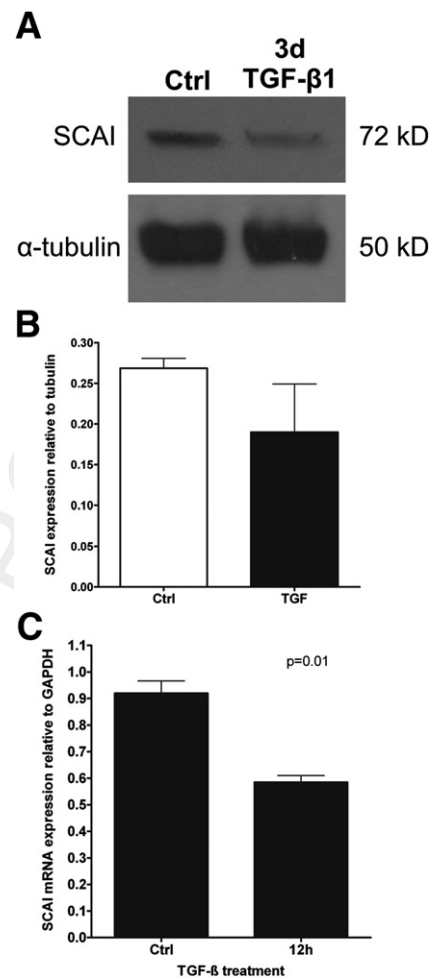 A
Ctrl
3d
TGF-β1
SCAI
72 kD
α-tubulin
50 kD
B
SCAI expression relative to tubulin
0.30
0.25
0.20
0.15
0.10
0.05
0.00
Ctrl
TGF
C
SCAI mRNA expression relative to GAPDH
1.1
1.0
0.9
0.8
0.7
0.6
0.5
0.4
0.3
0.2
0.1
0.0
p=0.01
Ctrl
12h
TGF-ß treatment